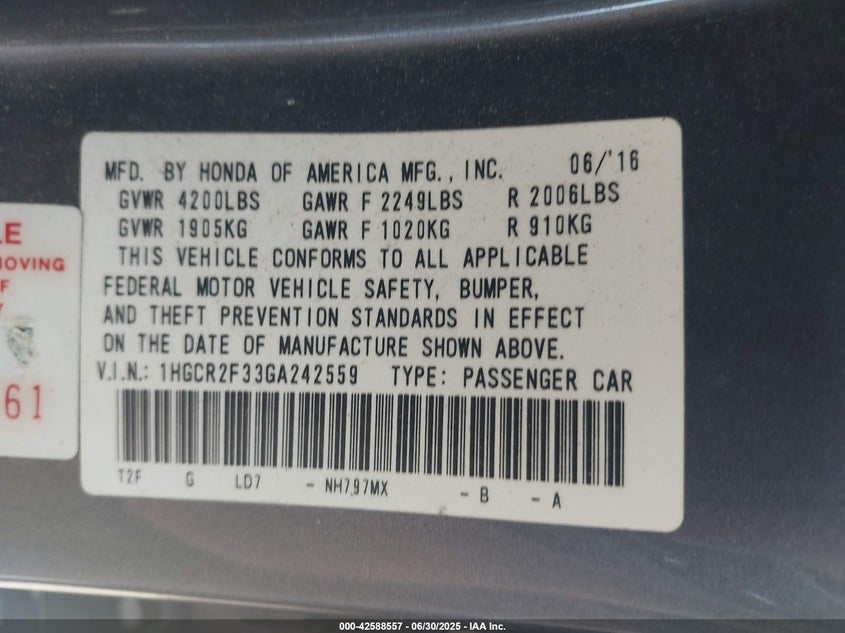 MFD. BY HONDA OF AMERICA MFG., INC. 06/'16
GVWR 4200LBS GAWR F 2249LBS R 2006LBS
GVWR 1905KG GAWR F 1020KG R 910KG
THIS VEHICLE CONFORMS TO ALL APPLICABLE
FEDERAL MOTOR VEHICLE SAFETY, BUMPER,
AND THEFT PREVENTION STANDARDS IN EFFECT
ON THE DATE OF MANUFACTURE SHOWN ABOVE.
V.I.N.: 1HGCR2F33GA242559 TYPE: PASSENGER CAR
T2F G LD7 - NH797MX - B - A
LE
MOVING
F
Y
61
000-42588557 - 06/30/2025 - IAA Inc.